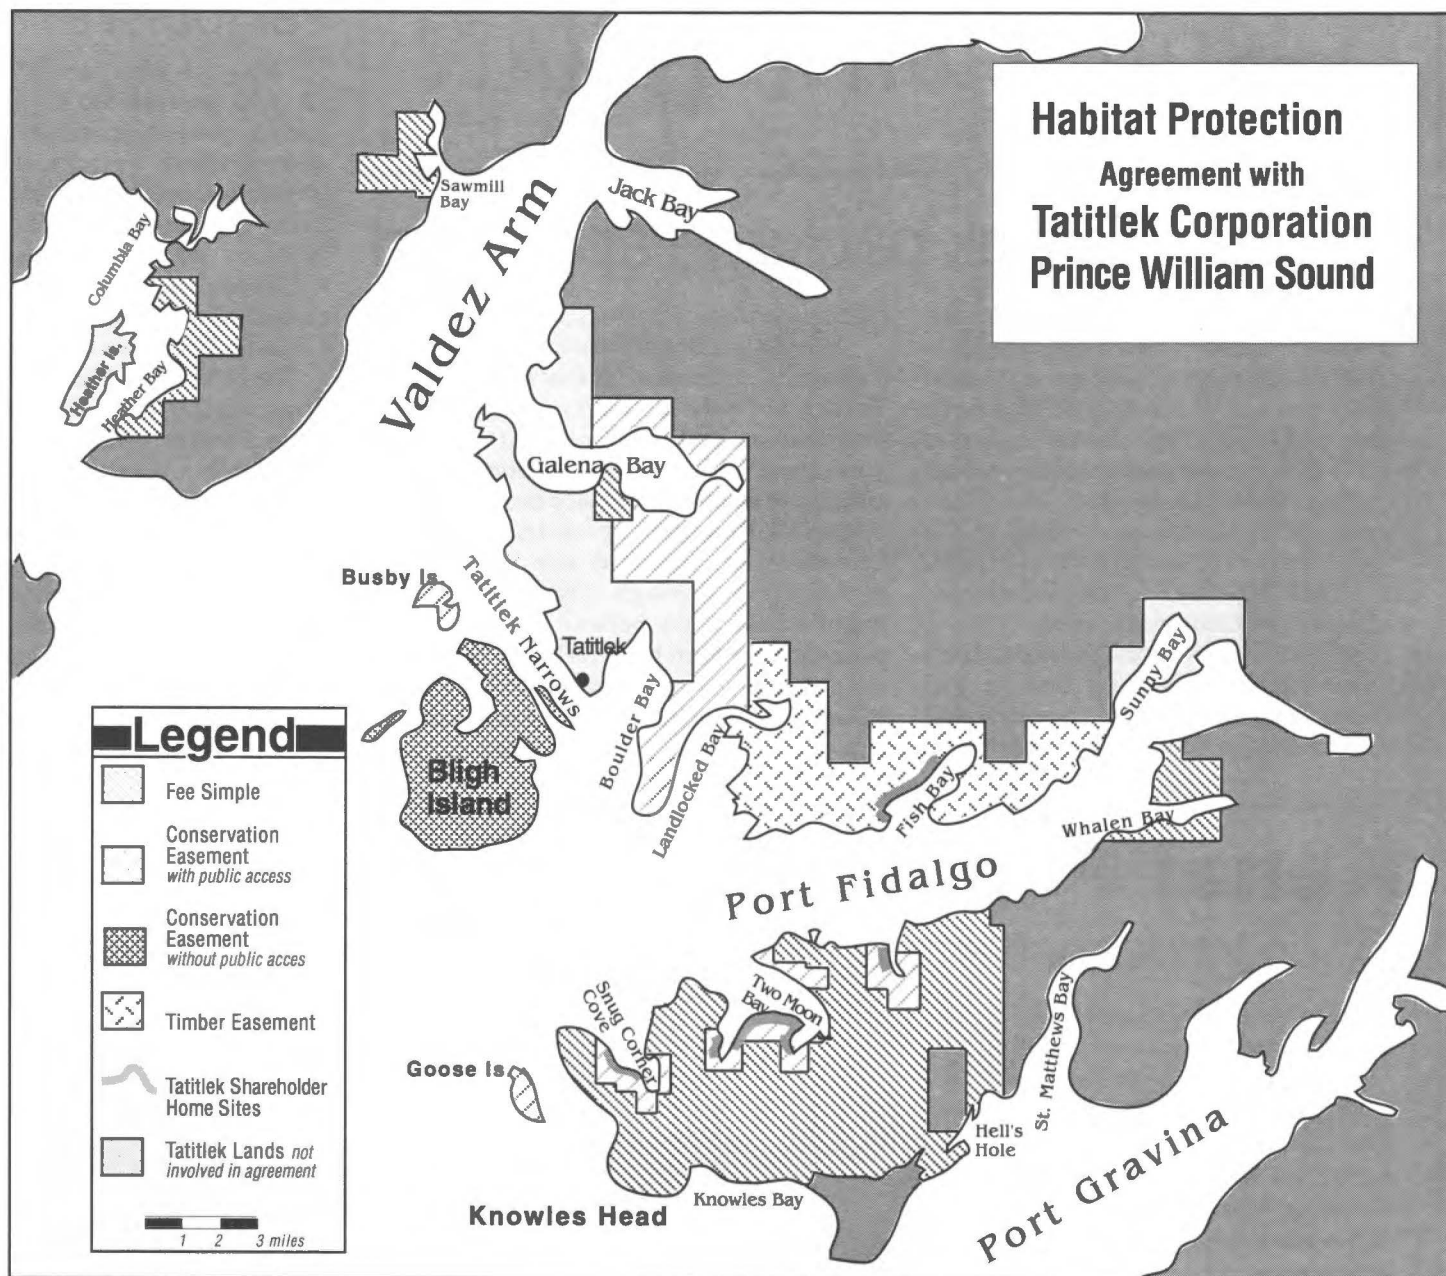 Habitat Protection
Agreement with
Tatitlek Corporation
Prince William Sound
Sawmill
Bay
Jack Bay
Valdez Arm
Columbia Bay
Heather Is.
Heather Bay
Galena Bay
Busby Is.
Tatitlek Narrows
Tatitlek
Boulder Bay
Landlocked Bay
Bligh
Island
Fish Bay
Sunny Bay
Whalen Bay
Port Fidalgo
Two Moon
Bay
Snug Corner
Cove
Goose Is.
St. Matthews Bay
Hell's
Hole
Knowles Bay
Knowles Head
Port Gravina
Legend
Fee Simple
Conservation
Easement
with public access
Conservation
Easement
without public acces
Timber Easement
Tatitlek Shareholder
Home Sites
Tatitlek Lands not
involved in agreement
1 2 3 miles